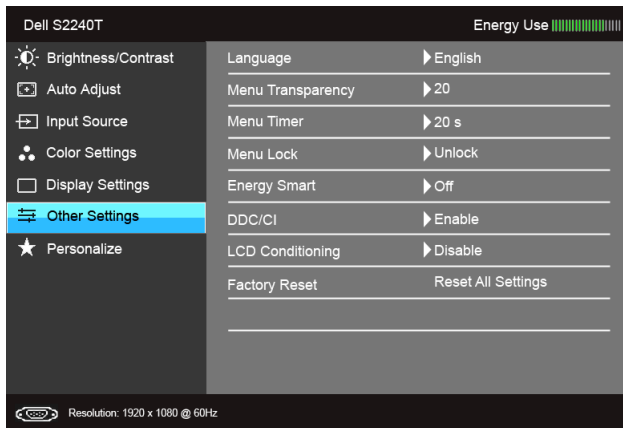 Dell S2240T
Energy Use
Brightness/Contrast
Auto Adjust
Input Source
Color Settings
Display Settings
Other Settings
Personalize
Language English
Menu Transparency 20
Menu Timer 20 s
Menu Lock Unlock
Energy Smart Off
DDC/CI Enable
LCD Conditioning Disable
Factory Reset Reset All Settings
Resolution: 1920 x 1080 @ 60Hz